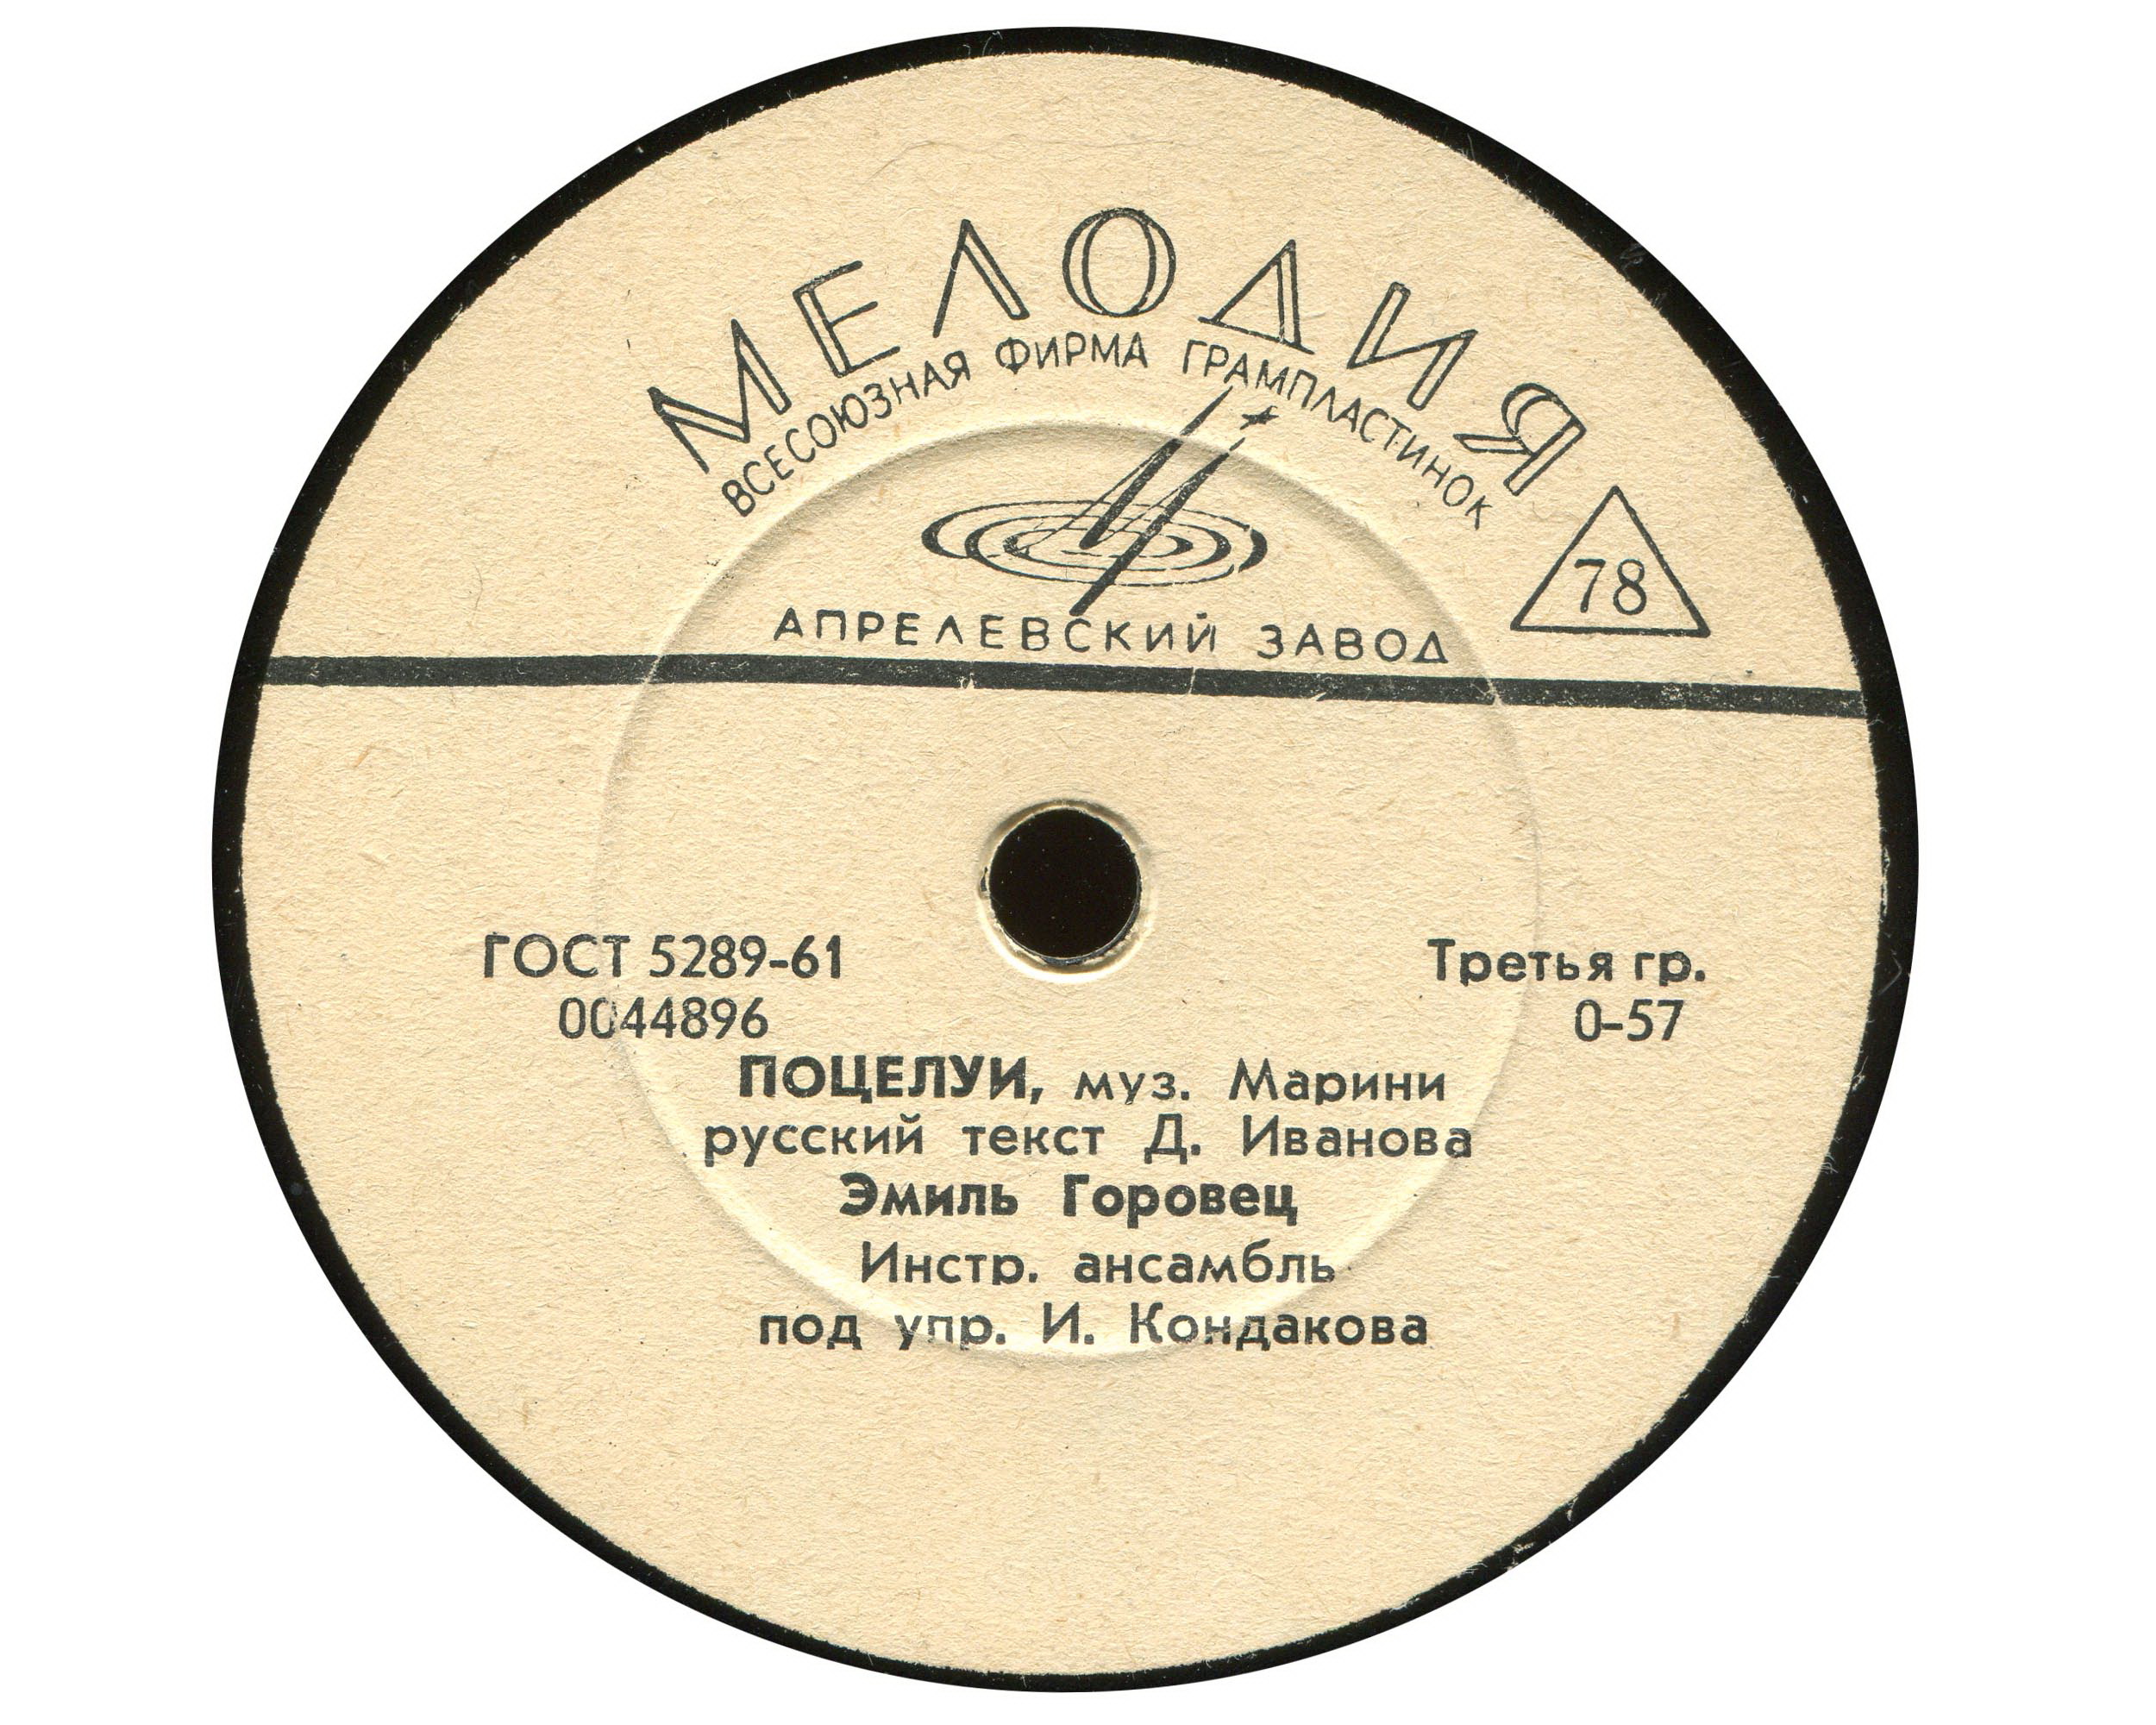 МЕЛОДИЯ
ВСЕСОЮЗНАЯ ФИРМА ГРАМПЛАСТИНОК
78
АПРЕЛЕВСКИЙ ЗАВОД
ГОСТ 5289-61
Третья гр.
0044896
0-57
ПОЦЕЛУИ, муз. Марини
русский текст Д. Иванова
Эмиль Горовец
Инстр. ансамбль
под упр. И. Кондакова